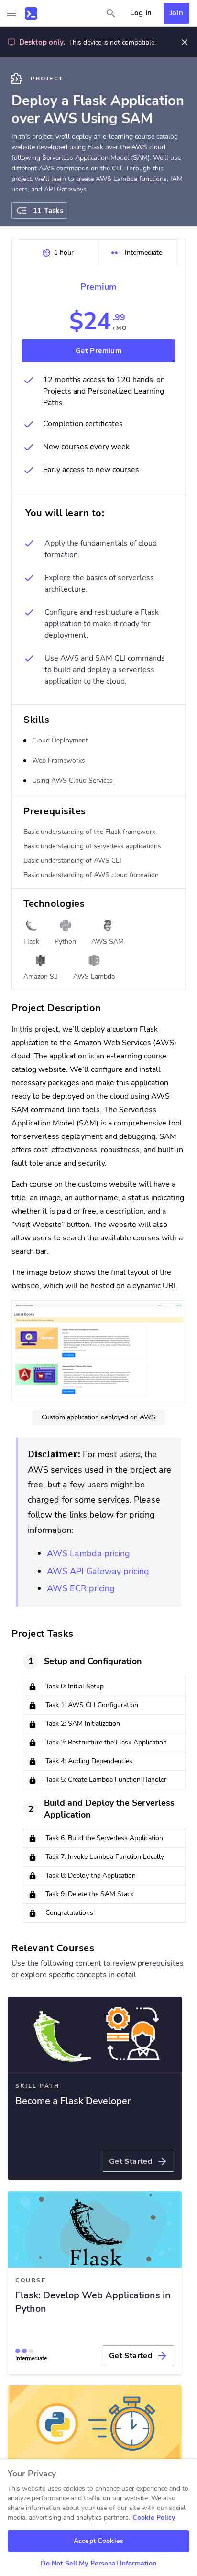 Log In
Join
Desktop only. This device is not compatible.
PROJECT
Deploy a Flask Application
over AWS Using SAM
In this project, we'll deploy an e-learning course catalog
website developed using Flask over the AWS cloud
following Serverless Application Model (SAM). We'll use
different AWS commands on the CLI. Through this
project, we'll learn to create AWS Lambda functions, IAM
users, and API Gateways.
11 Tasks
1 hour
Intermediate
Premium
$24 .99
/ MO
Get Premium
12 months access to 120 hands-on
Projects and Personalized Learning
Paths
Completion certificates
New courses every week
Early access to new courses
You will learn to:
Apply the fundamentals of cloud
formation.
Explore the basics of serverless
architecture.
Configure and restructure a Flask
application to make it ready for
deployment.
Use AWS and SAM CLI commands
to build and deploy a serverless
application to the cloud.
Skills
Cloud Deployment
Web Frameworks
Using AWS Cloud Services
Prerequisites
Basic understanding of the Flask framework
Basic understanding of serverless applications
Basic understanding of AWS CLI
Basic understanding of AWS cloud formation
Technologies
Flask
Python
AWS SAM
Amazon S3
AWS Lambda
Project Description
In this project, we'll deploy a custom Flask
application to the Amazon Web Services (AWS)
cloud. The application is an e-learning course
catalog website. We'll configure and install
necessary packages and make this application
ready to be deployed on the cloud using AWS
SAM command-line tools. The Serverless
Application Model (SAM) is a comprehensive tool
for serverless deployment and debugging. SAM
offers cost-effectiveness, robustness, and built-in
fault tolerance and security.
Each course on the customs website will have a
title, an image, an author name, a status indicating
whether it is paid or free, a description, and a
“Visit Website” button. The website will also
allow users to search the available courses with a
search bar.
The image below shows the final layout of the
website, which will be hosted on a dynamic URL.
List of Books
Custom application deployed on AWS
Disclaimer: For most users, the
AWS services used in the project are
free, but a few users might be
charged for some services. Please
follow the links below for pricing
information:
AWS Lambda pricing
AWS API Gateway pricing
AWS ECR pricing
Project Tasks
1
Setup and Configuration
Task 0: Initial Setup
Task 1: AWS CLI Configuration
Task 2: SAM Initialization
Task 3: Restructure the Flask Application
Task 4: Adding Dependencies
Task 5: Create Lambda Function Handler
2
Build and Deploy the Serverless
Application
Task 6: Build the Serverless Application
Task 7: Invoke Lambda Function Locally
Task 8: Deploy the Application
Task 9: Delete the SAM Stack
Congratulations!
Relevant Courses
Use the following content to review prerequisites
or explore specific concepts in detail.
SKILL PATH
Become a Flask Developer
Get Started
Flask
COURSE
Flask: Develop Web Applications in
Python
Intermediate
Get Started
Your Privacy
This website uses cookies to enhance user experience and to
analyze performance and traffic on our website. We also
share information about your use of our site with our social
media, advertising and analytics partners. Cookie Policy
Accept Cookies
Do Not Sell My Personal Information